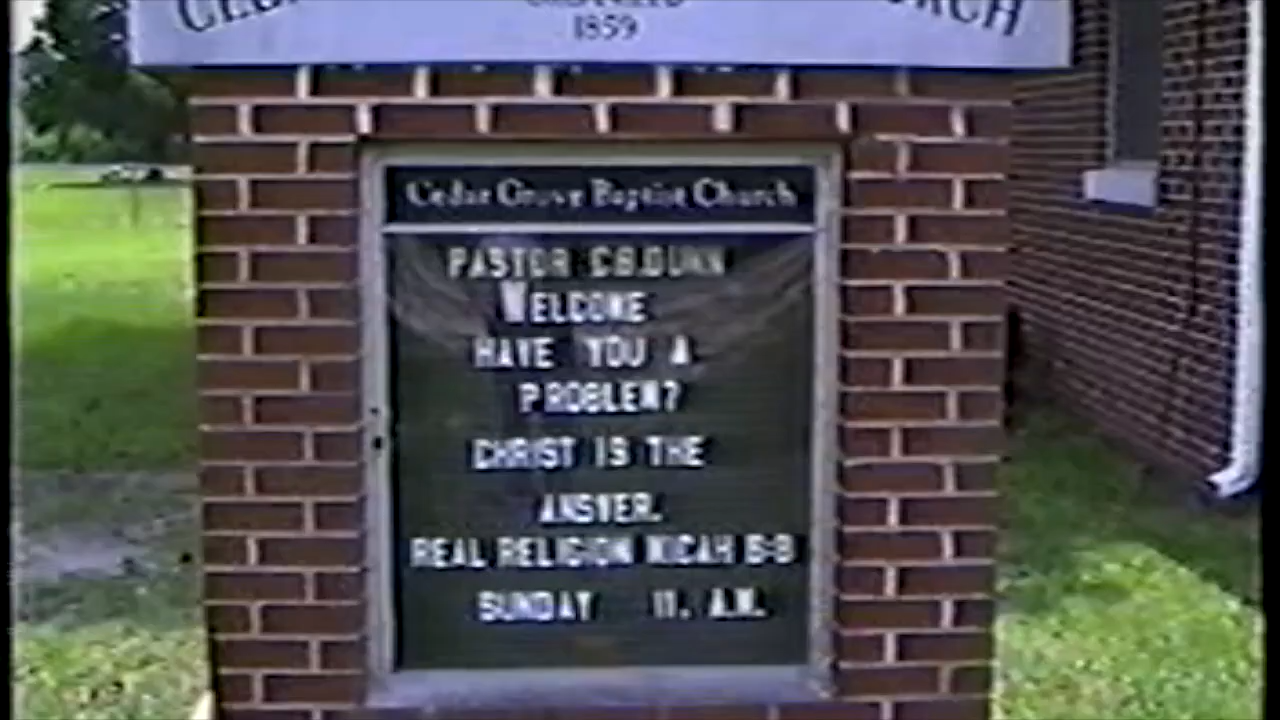 CHURCH
1859
Cedar Grove Baptist Church
PASTOR C.B.DUNN
WELCOME
HAVE YOU A
PROBLEM?
CHRIST IS THE
ANSWER.
REAL RELIGION MICAH 6:8
SUNDAY 11. A.M.